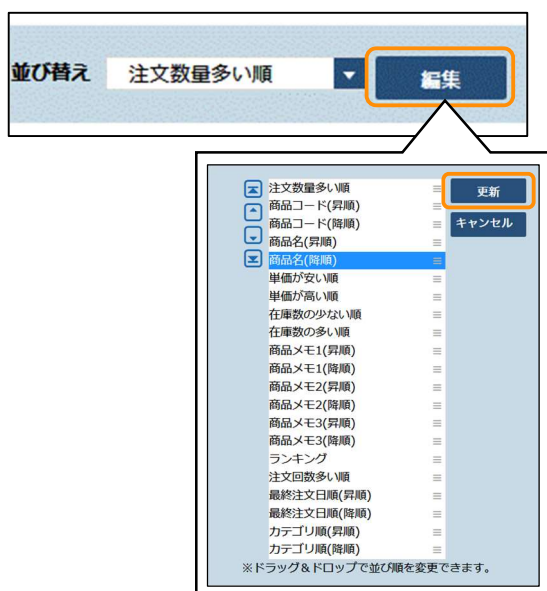 並び替え 注文数量多い順 編集
注文数量多い順 更新
商品コード(昇順)
商品コード(降順) キャンセル
商品名(昇順)
商品名(降順)
単価が安い順
単価が高い順
在庫数の少ない順
在庫数の多い順
商品メモ1(昇順)
商品メモ1(降順)
商品メモ2(昇順)
商品メモ2(降順)
商品メモ3(昇順)
商品メモ3(降順)
ランキング
注文回数多い順
最終注文日順(昇順)
最終注文日順(降順)
カテゴリ順(昇順)
カテゴリ順(降順)
※ドラッグ&ドロップで並び順を変更できます。